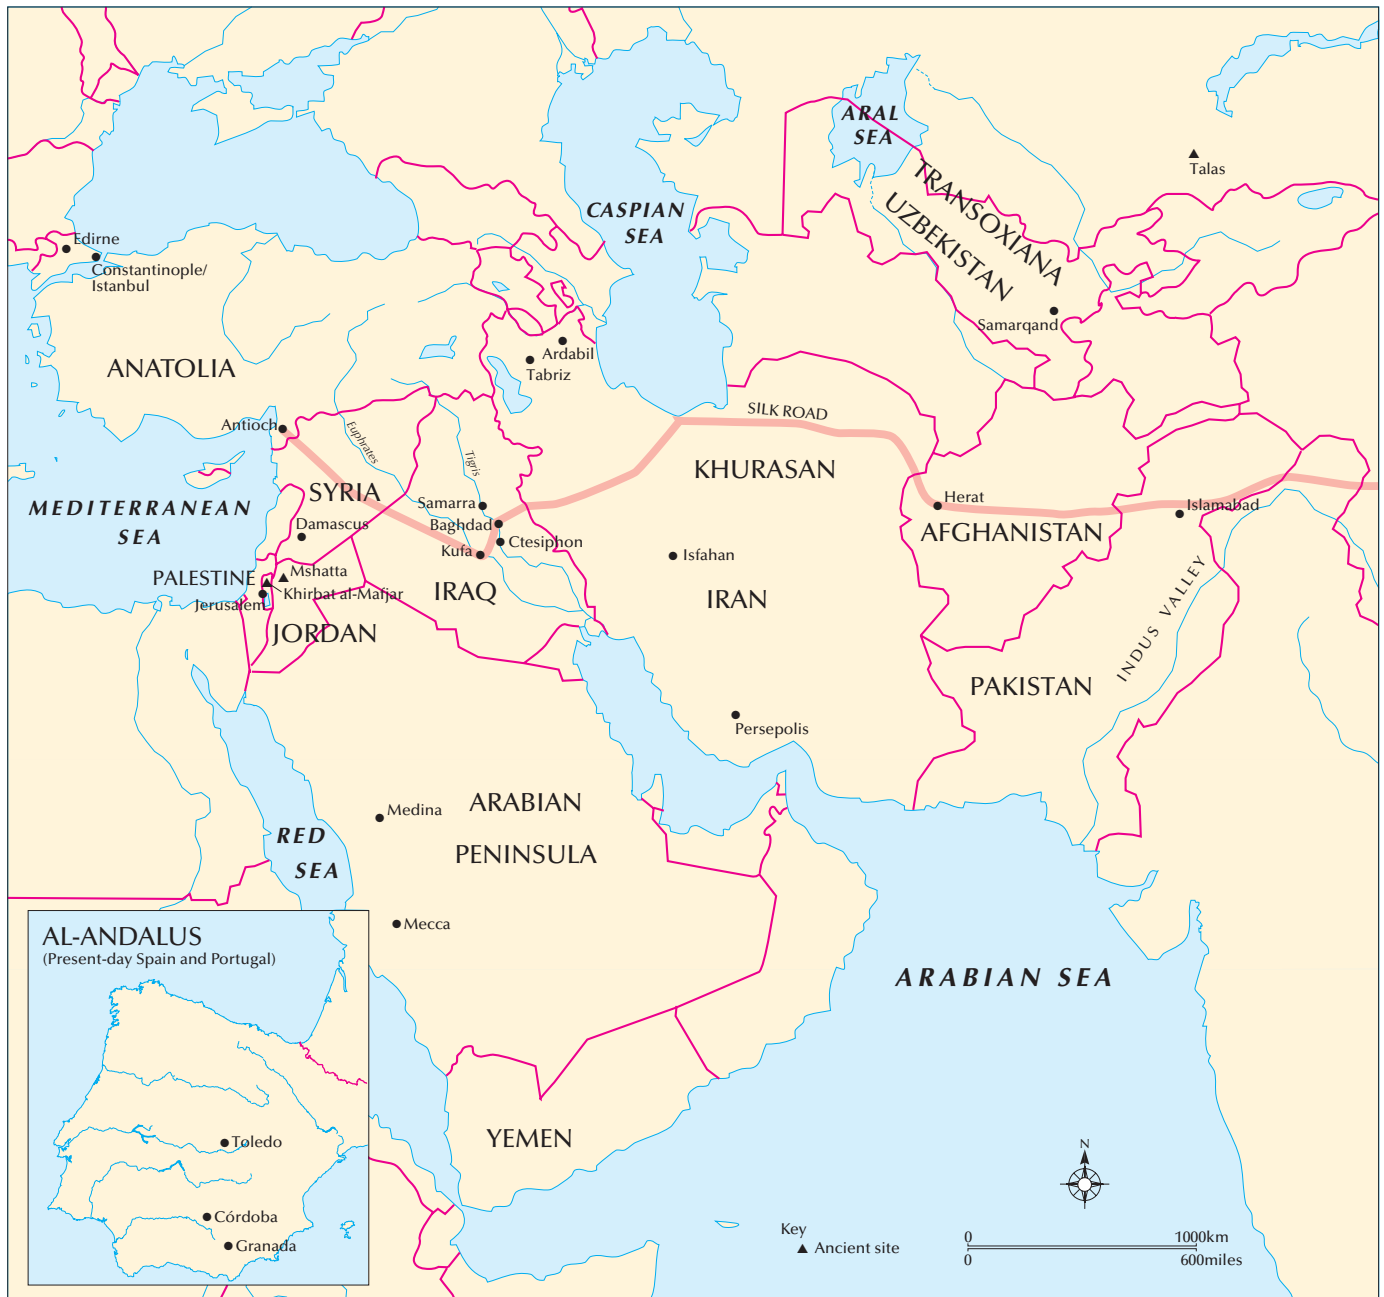 ARAL
SEA
Talas
TRANSOXIANA
UZBEKISTAN
CASPIAN
SEA
Edirne
Constantinople/
Istanbul
Samarqand
Ardabil
Tabriz
ANATOLIA
SILK ROAD
Antioch
Euphrates
Tigris
KHURASAN
SYRIA
Samarra
Herat
Islamabad
MEDITERRANEAN
SEA
Damascus
Baghdad
AFGHANISTAN
Ctesiphon
Kufa
Isfahan
PALESTINE
Mshatta
Khirbat al-Mafjar
Jerusalem
IRAQ
IRAN
INDUS VALLEY
JORDAN
PAKISTAN
Persepolis
ARABIAN
PENINSULA
Medina
RED
SEA
Mecca
AL-ANDALUS
(Present-day Spain and Portugal)
ARABIAN SEA
YEMEN
Toledo
Córdoba
Granada
N
Key
Ancient site
0 1000km
0 600miles